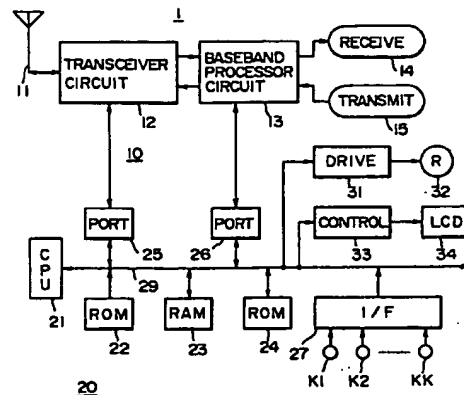 1
TRANSCEIVER
CIRCUIT
BASEBAND
PROCESSOR
CIRCUIT
RECEIVE
14
TRANSMIT
15
11
12
13
10
DRIVE
31
R
32
PORT
25
PORT
26
CONTROL
33
LCD
34
CPU
21
29
ROM
22
RAM
23
ROM
24
I/F
27
K1
K2
KK
20